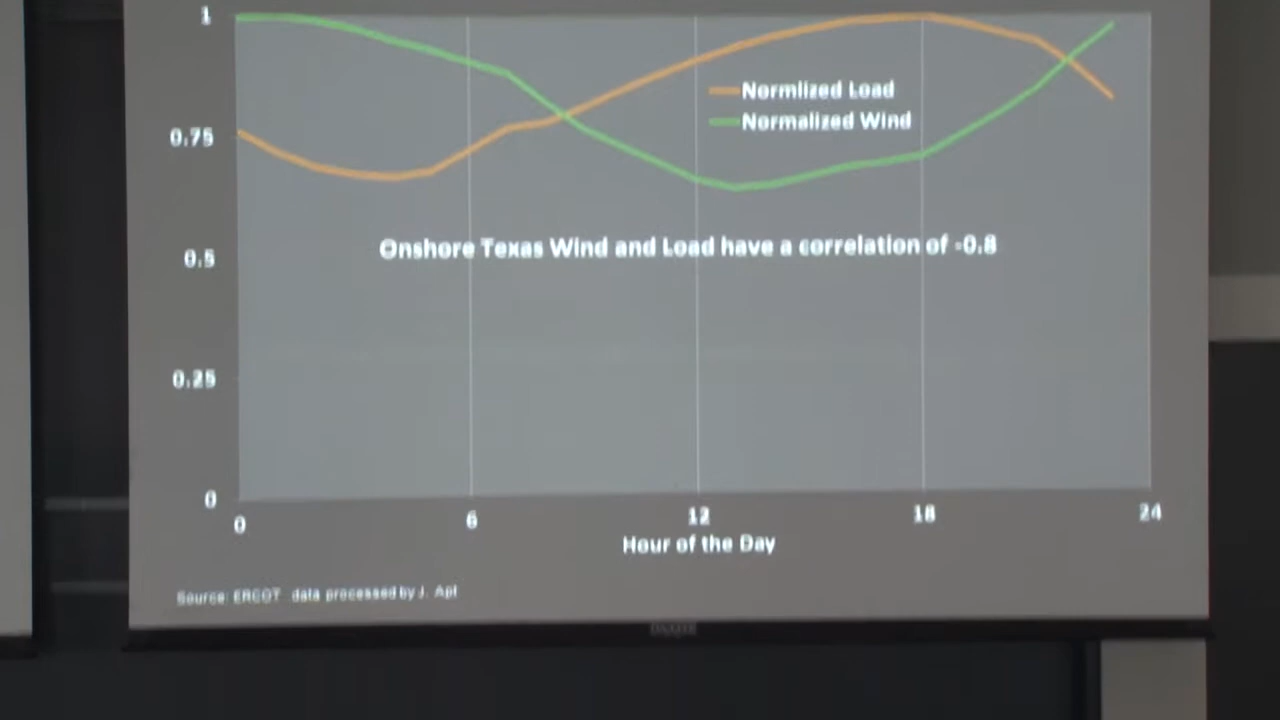 1
0.75
0.5
0.25
0
0
6
12
18
24
Normlized Load
Normalized Wind
Onshore Texas Wind and Load have a correlation of -0.8
Hour of the Day
Source: ERCOT data processed by J. Apt